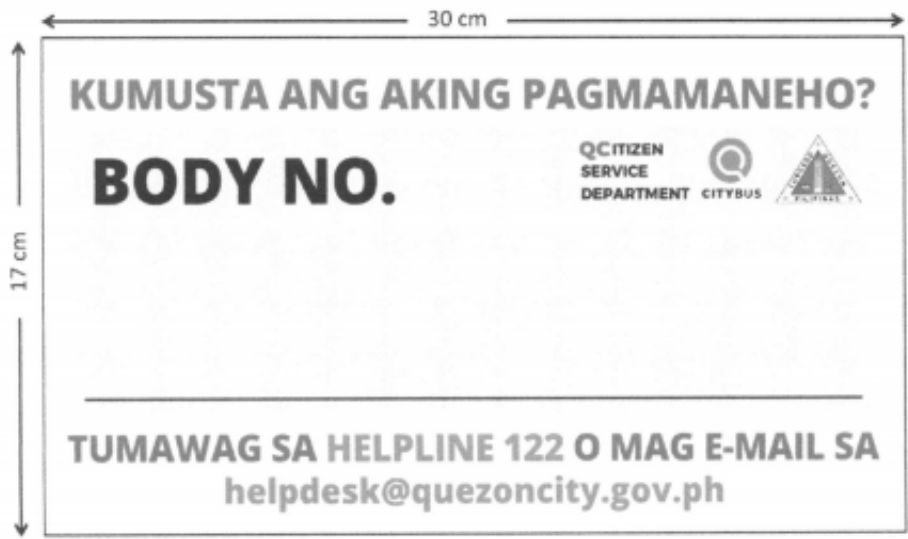 30 cm
17 cm
KUMUSTA ANG AKING PAGMAMANEHO?
BODY NO.
QCITIZEN
SERVICE
DEPARTMENT
CITYBUS
PILIPINAS
TUMAWAG SA HELPLINE 122 O MAG E-MAIL SA
helpdesk@quezoncity.gov.ph